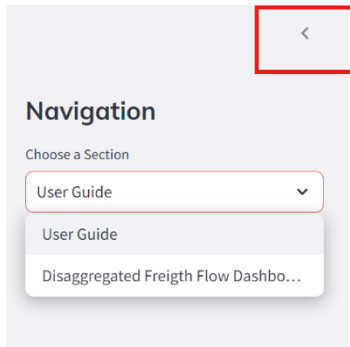 Navigation
Choose a Section
User Guide
User Guide
Disaggregated Freigth Flow Dashbo...